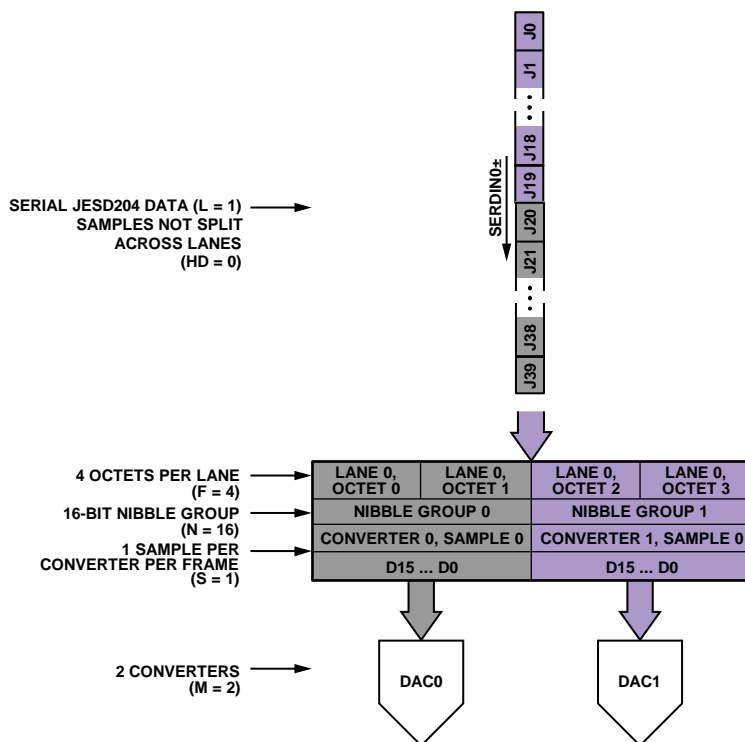 J0
J1
J18
J19
SERDIN0±
J20
J21
J38
J39
SERIAL JESD204 DATA (L = 1)
SAMPLES NOT SPLIT
ACROSS LANES
(HD = 0)
4 OCTETS PER LANE
(F = 4)
LANE 0,
OCTET 0
LANE 0,
OCTET 1
LANE 0,
OCTET 2
LANE 0,
OCTET 3
16-BIT NIBBLE GROUP
(N = 16)
NIBBLE GROUP 0
NIBBLE GROUP 1
1 SAMPLE PER
CONVERTER PER FRAME
(S = 1)
CONVERTER 0, SAMPLE 0
CONVERTER 1, SAMPLE 0
D15 ... D0
D15 ... D0
2 CONVERTERS
(M = 2)
DAC0
DAC1